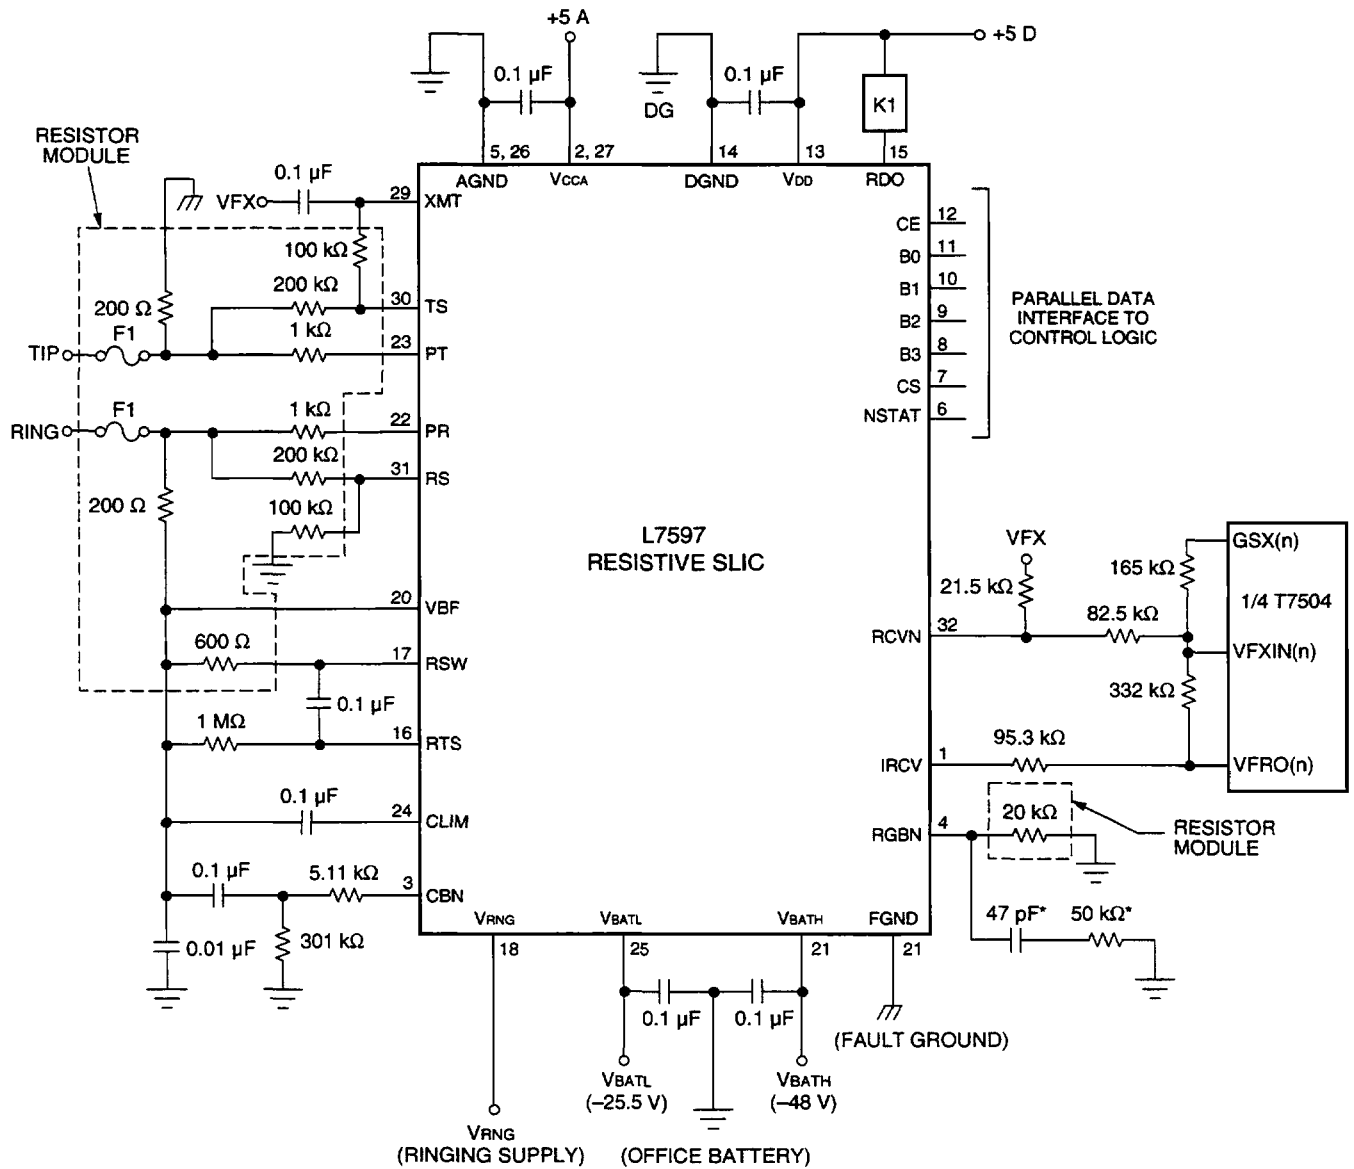 +5 A
+5 D
0.1 µF
0.1 µF
DG
K1
RESISTOR
MODULE
5, 26
2, 27
14
13
15
AGND
VCCA
DGND
VDD
RDO
0.1 µF
VFX
29
XMT
100 kΩ
CE
12
B0
11
B1
10
B2
9
B3
8
CS
7
NSTAT
6
PARALLEL DATA
INTERFACE TO
CONTROL LOGIC
200 kΩ
30
TS
200 Ω
F1
1 kΩ
TIP
23
PT
F1
1 kΩ
RING
22
PR
200 kΩ
31
RS
200 Ω
100 kΩ
L7597
RESISTIVE SLIC
VFX
21.5 kΩ
165 kΩ
GSX(n)
1/4 T7504
82.5 kΩ
RCVN
32
VFXIN(n)
332 kΩ
95.3 kΩ
IRCV
1
VFRO(n)
20
VBF
600 Ω
17
RSW
0.1 µF
1 MΩ
16
RTS
0.1 µF
24
CLIM
20 kΩ
RGBN
4
RESISTOR
MODULE
0.1 µF
5.11 kΩ
3
CBN
47 pF*
50 kΩ*
0.01 µF
301 kΩ
VRNG
VBATL
VBATH
FGND
18
25
21
21
0.1 µF
0.1 µF
(FAULT GROUND)
VBATL
(–25.5 V)
VBATH
(–48 V)
VRNG
(RINGING SUPPLY)
(OFFICE BATTERY)